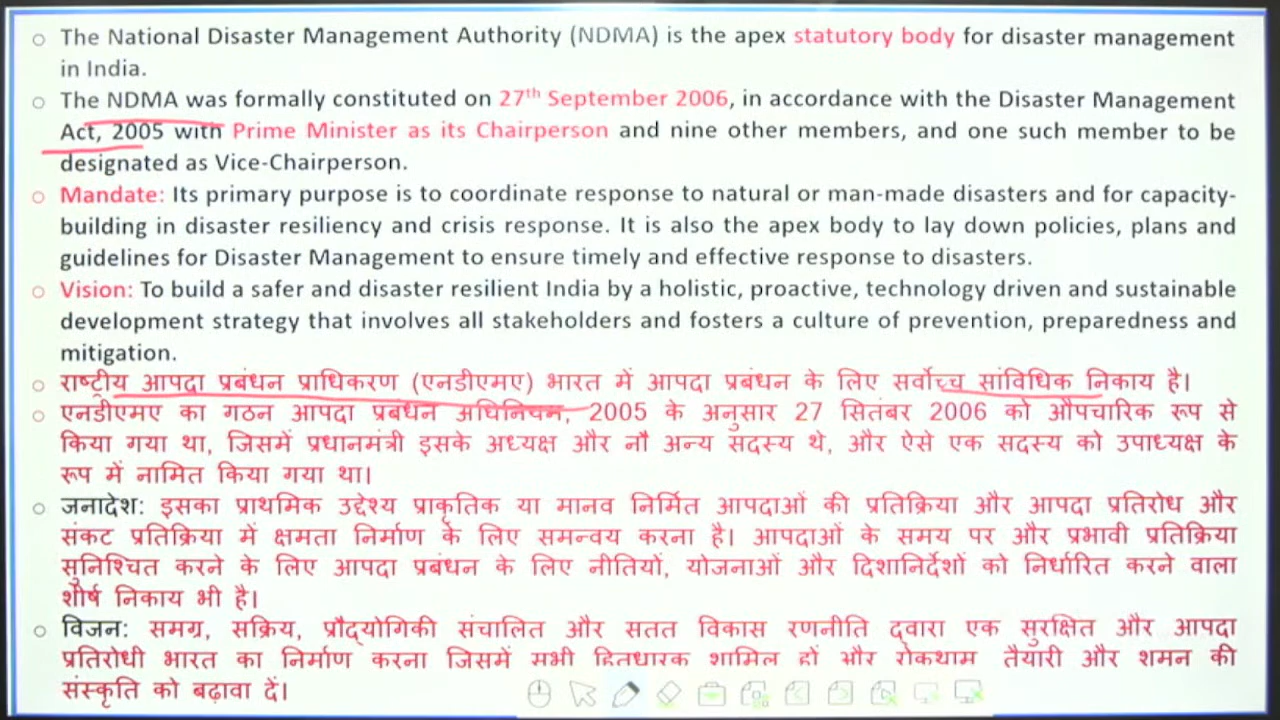 ○ The National Disaster Management Authority (NDMA) is the apex statutory body for disaster management
in India.
○ The NDMA was formally constituted on 27th September 2006, in accordance with the Disaster Management
Act, 2005 with Prime Minister as its Chairperson and nine other members, and one such member to be
designated as Vice-Chairperson.
○ Mandate: Its primary purpose is to coordinate response to natural or man-made disasters and for capacity-
building in disaster resiliency and crisis response. It is also the apex body to lay down policies, plans and
guidelines for Disaster Management to ensure timely and effective response to disasters.
○ Vision: To build a safer and disaster resilient India by a holistic, proactive, technology driven and sustainable
development strategy that involves all stakeholders and fosters a culture of prevention, preparedness and
mitigation.
○ राष्ट्रीय आपदा प्रबंधन प्राधिकरण (एनडीएमए) भारत में आपदा प्रबंधन के लिए सर्वोच्च सांविधिक निकाय है।
○ एनडीएमए का गठन आपदा प्रबंधन अधिनियम, 2005 के अनुसार 27 सितंबर 2006 को औपचारिक रूप से
किया गया था, जिसमें प्रधानमंत्री इसके अध्यक्ष और नौ अन्य सदस्य थे, और ऐसे एक सदस्य को उपाध्यक्ष के
रूप में नामित किया गया था।
○ जनादेश: इसका प्राथमिक उद्देश्य प्राकृतिक या मानव निर्मित आपदाओं की प्रतिक्रिया और आपदा प्रतिरोध और
संकट प्रतिक्रिया में क्षमता निर्माण के लिए समन्वय करना है। आपदाओं के समय पर और प्रभावी प्रतिक्रिया
सुनिश्चित करने के लिए आपदा प्रबंधन के लिए नीतियों, योजनाओं और दिशानिर्देशों को निर्धारित करने वाला
शीर्ष निकाय भी है।
○ विजन: समग्र, सक्रिय, प्रौद्योगिकी संचालित और सतत विकास रणनीति द्वारा एक सुरक्षित और आपदा
प्रतिरोधी भारत का निर्माण करना जिसमें सभी हितधारक शामिल हों और रोकथाम तैयारी और शमन की
संस्कृति को बढ़ावा दें।